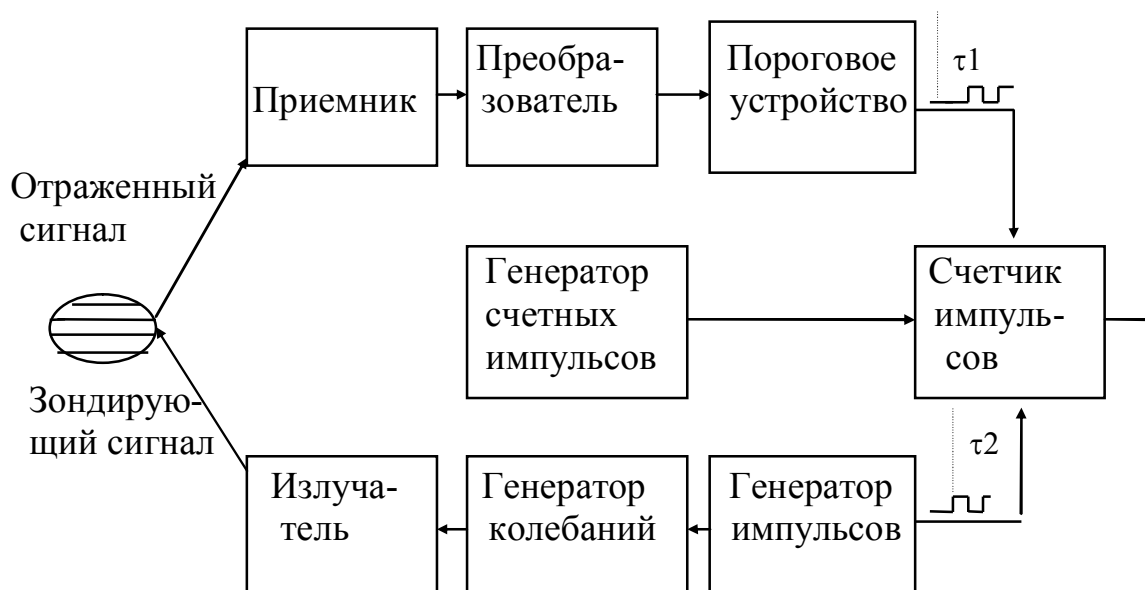 Приемник
Преобра-
зователь
Пороговое
устройство
τ1
Отраженный
сигнал
Генератор
счетных
импульсов
Счетчик
импуль-
сов
Зондирую-
щий сигнал
τ2
Излуча-
тель
Генератор
колебаний
Генератор
импульсов